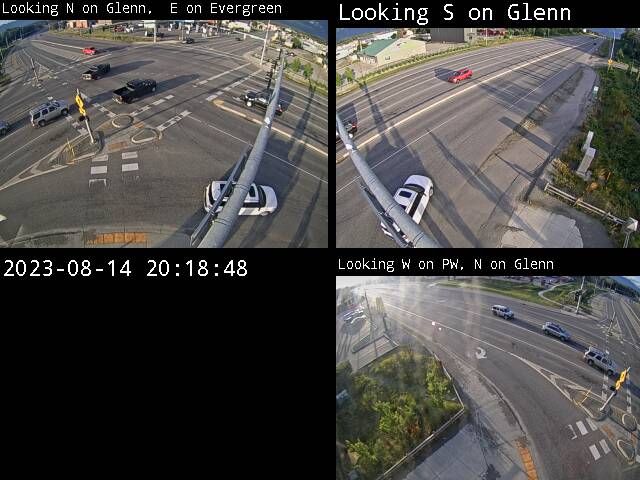 Looking N on Glenn, E on Evergreen
Looking S on Glenn
2023-08-14 20:18:48
Looking W on PW, N on Glenn